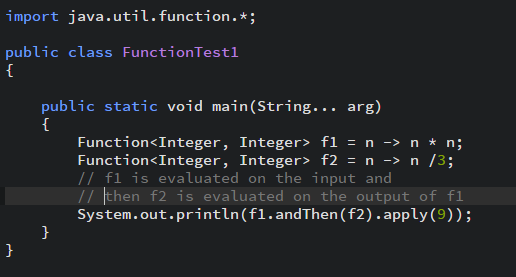 import java.util.function.*;
public class FunctionTest1
{
public static void main(String... arg)
{
Function<Integer, Integer> f1 = n -> n * n;
Function<Integer, Integer> f2 = n -> n /3;
// f1 is evaluated on the input and
// then f2 is evaluated on the output of f1
System.out.println(f1.andThen(f2).apply(9));
}
}